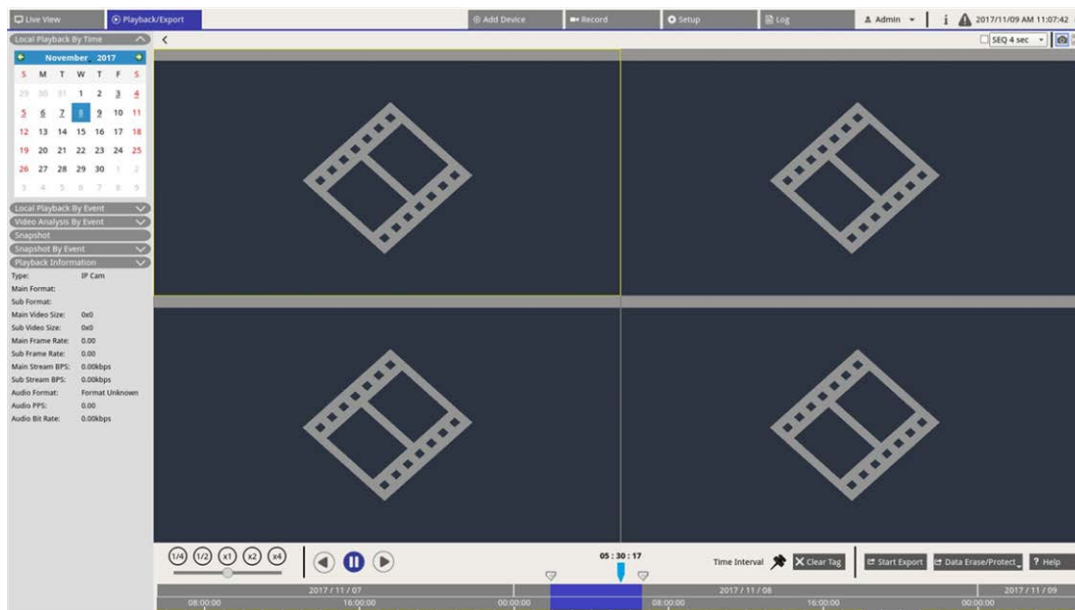 Live View Playback/Export Add Device Record Setup Log Admin i 2017/11/09 AM 11:07:42
Local Playback By Time < SEQ 4 sec
November, 2017
S M T W T F S
29 30 31 1 2 3 4
5 6 7 8 9 10 11
12 13 14 15 16 17 18
19 20 21 22 23 24 25
26 27 28 29 30 1 2
3 4 5 6 7 8 9
Local Playback By Event
Video Analysis By Event
Snapshot
Snapshot By Event
Playback Information
Type: IP Cam
Main Format:
Sub Format:
Main Video Size: 0x0
Sub Video Size: 0x0
Main Frame Rate: 0.00
Sub Frame Rate: 0.00
Main Stream BPS: 0.00kbps
Sub Stream BPS: 0.00kbps
Audio Format: Format Unknown
Audio PPS: 0.00
Audio Bit Rate: 0.00kbps
1/4 1/2 x1 x2 x4 05 : 30 : 17 Time Interval Clear Tag Start Export Data Erase/Protect ? Help
2017 / 11 / 07 2017 / 11 / 08 2017 / 11 / 09
08:00:00 16:00:00 00:00:00 08:00:00 16:00:00 00:00:00